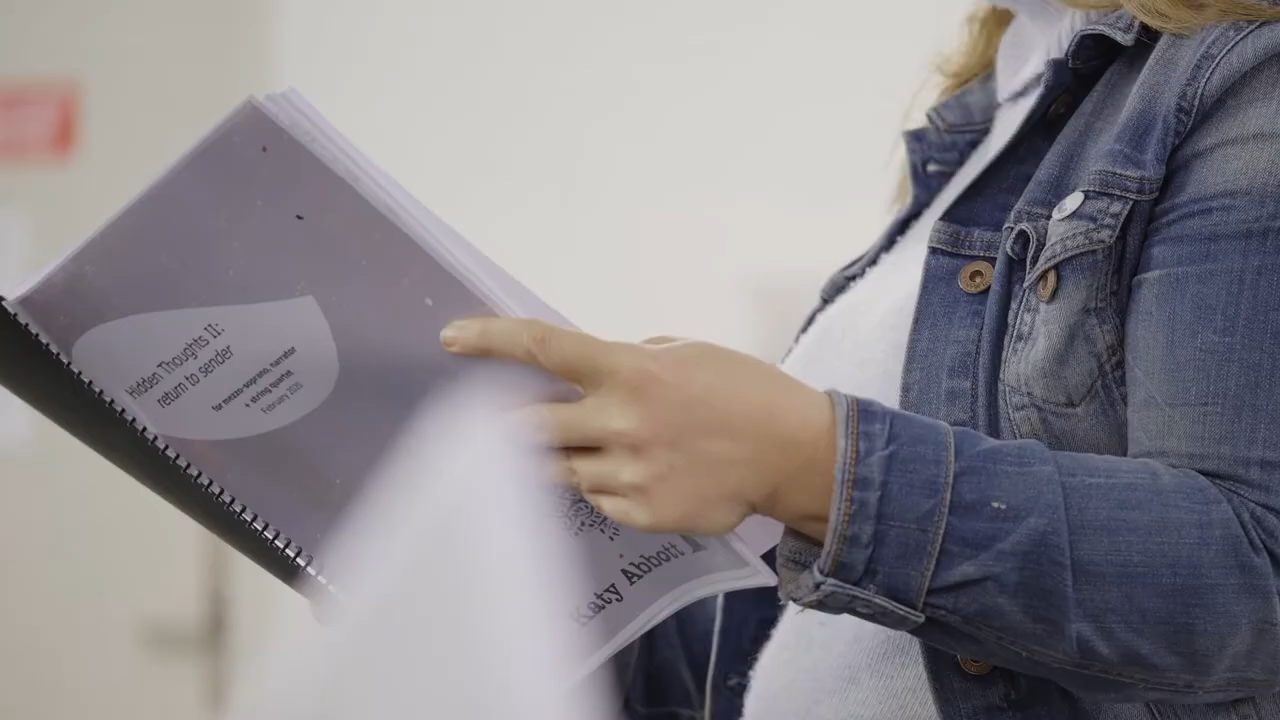 Hidden Thoughts II:
return to sender
for mezzo-soprano, narrator
+ string quartet
February 2020
Katy Abbott